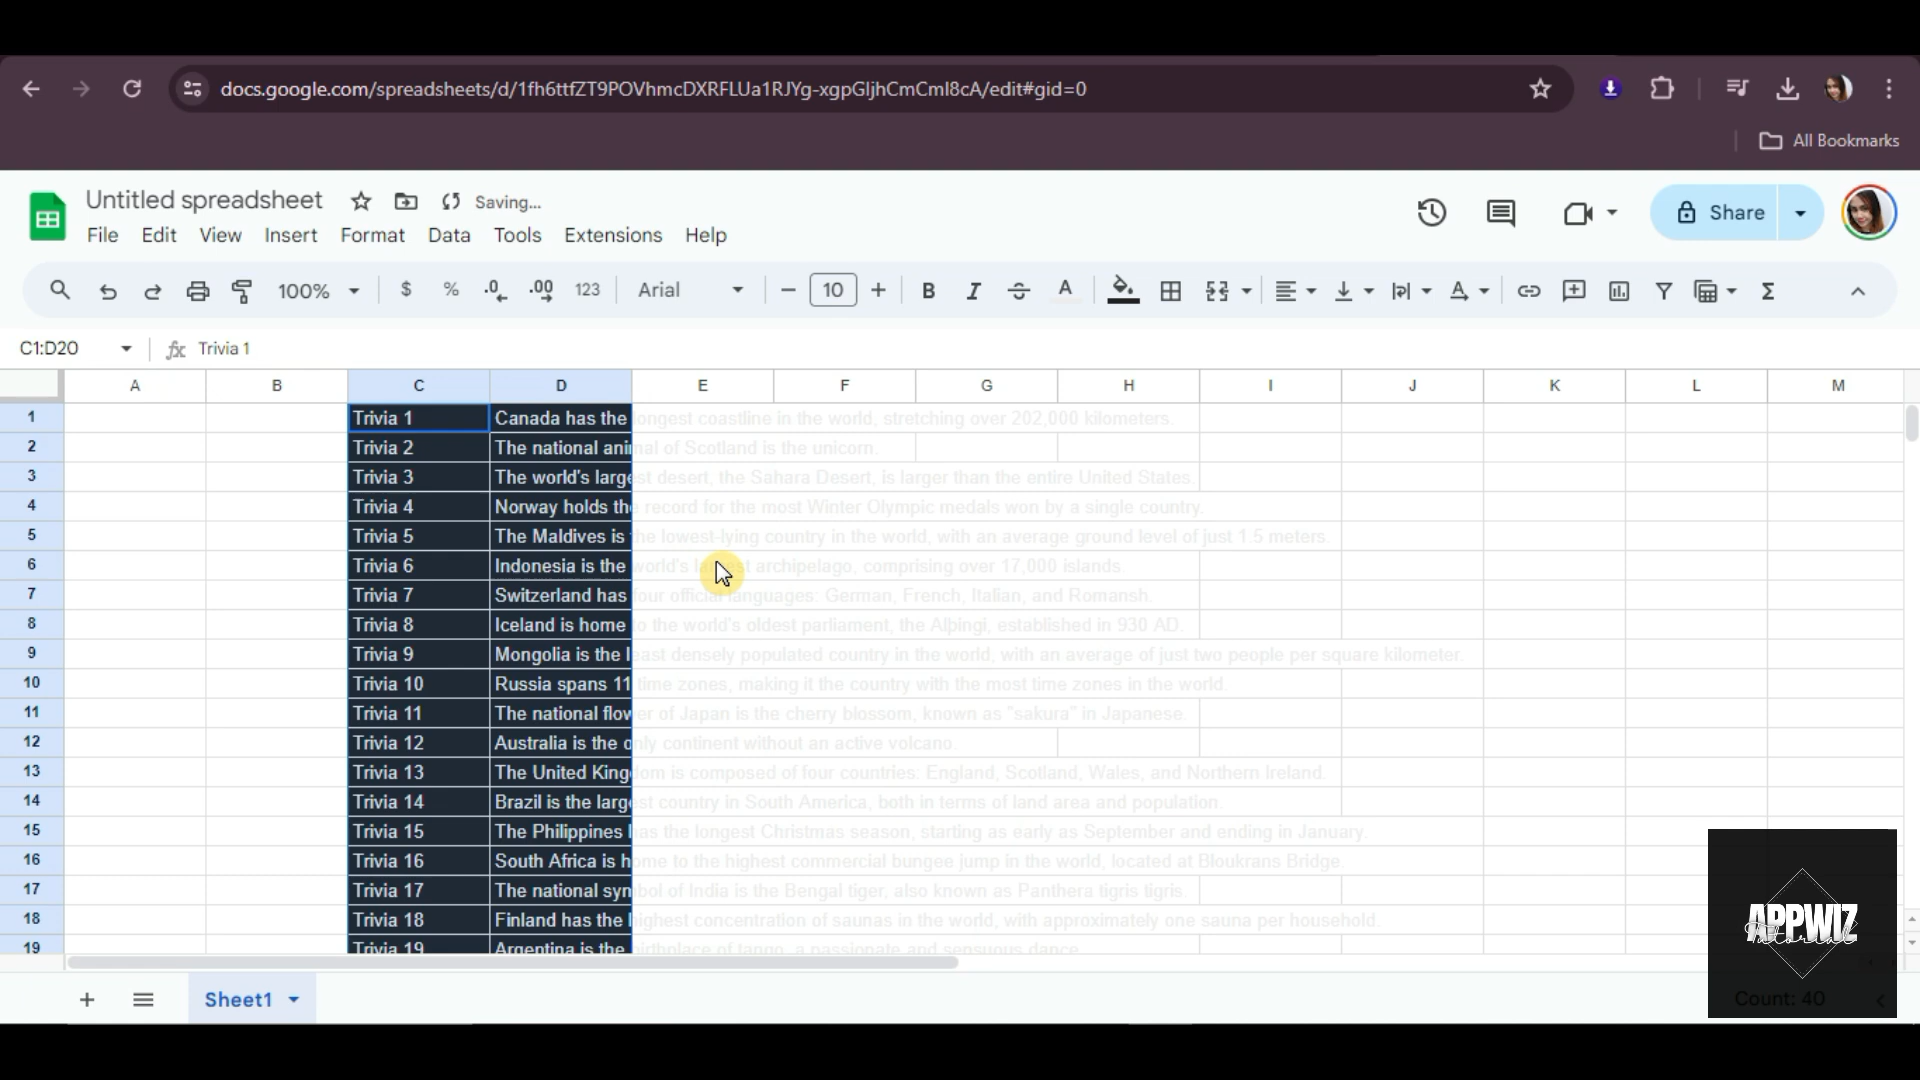 docs.google.com/spreadsheets/d/1fh6ttfZT9POVhmcDXRFLUa1RJYg-xgpGljhCmCml8cA/edit#gid=0
All Bookmarks
Untitled spreadsheet Saving...
File Edit View Insert Format Data Tools Extensions Help
Share
100% $ % .0 .00 123 Arial 10 B I A Σ
C1:D20 fx Trivia 1
A B C D E F G H I J K L M
1 Trivia 1 Canada has the longest coastline in the world, stretching over 202,000 kilometers.
2 Trivia 2 The national animal of Scotland is the unicorn.
3 Trivia 3 The world's largest desert, the Sahara Desert, is larger than the entire United States.
4 Trivia 4 Norway holds the record for the most Winter Olympic medals won by a single country.
5 Trivia 5 The Maldives is the lowest-lying country in the world, with an average ground level of just 1.5 meters.
6 Trivia 6 Indonesia is the world's largest archipelago, comprising over 17,000 islands.
7 Trivia 7 Switzerland has four official languages: German, French, Italian, and Romansh.
8 Trivia 8 Iceland is home to the world's oldest parliament, the Alþingi, established in 930 AD.
9 Trivia 9 Mongolia is the least densely populated country in the world, with an average of just two people per square kilometer.
10 Trivia 10 Russia spans 11 time zones, making it the country with the most time zones in the world.
11 Trivia 11 The national flower of Japan is the cherry blossom, known as "sakura" in Japanese.
12 Trivia 12 Australia is the only continent without an active volcano.
13 Trivia 13 The United Kingdom is composed of four countries: England, Scotland, Wales, and Northern Ireland.
14 Trivia 14 Brazil is the largest country in South America, both in terms of land area and population.
15 Trivia 15 The Philippines has the longest Christmas season, starting as early as September and ending in January.
16 Trivia 16 South Africa is home to the highest commercial bungee jump in the world, located at Bloukrans Bridge.
17 Trivia 17 The national symbol of India is the Bengal tiger, also known as Panthera tigris tigris.
18 Trivia 18 Finland has the highest concentration of saunas in the world, with approximately one sauna per household.
19 Trivia 19 Argentina is the birthplace of tango, a passionate and sensuous dance.
APPWIZ
Tutorial
Sheet1
Count: 40